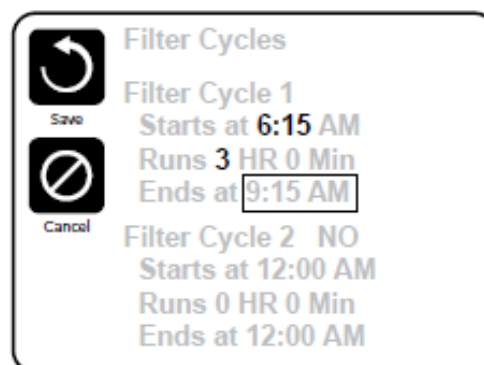 Filter Cycles
Save
Filter Cycle 1
Starts at 6:15 AM
Runs 3 HR 0 Min
Ends at 9:15 AM
Cancel
Filter Cycle 2 NO
Starts at 12:00 AM
Runs 0 HR 0 Min
Ends at 12:00 AM